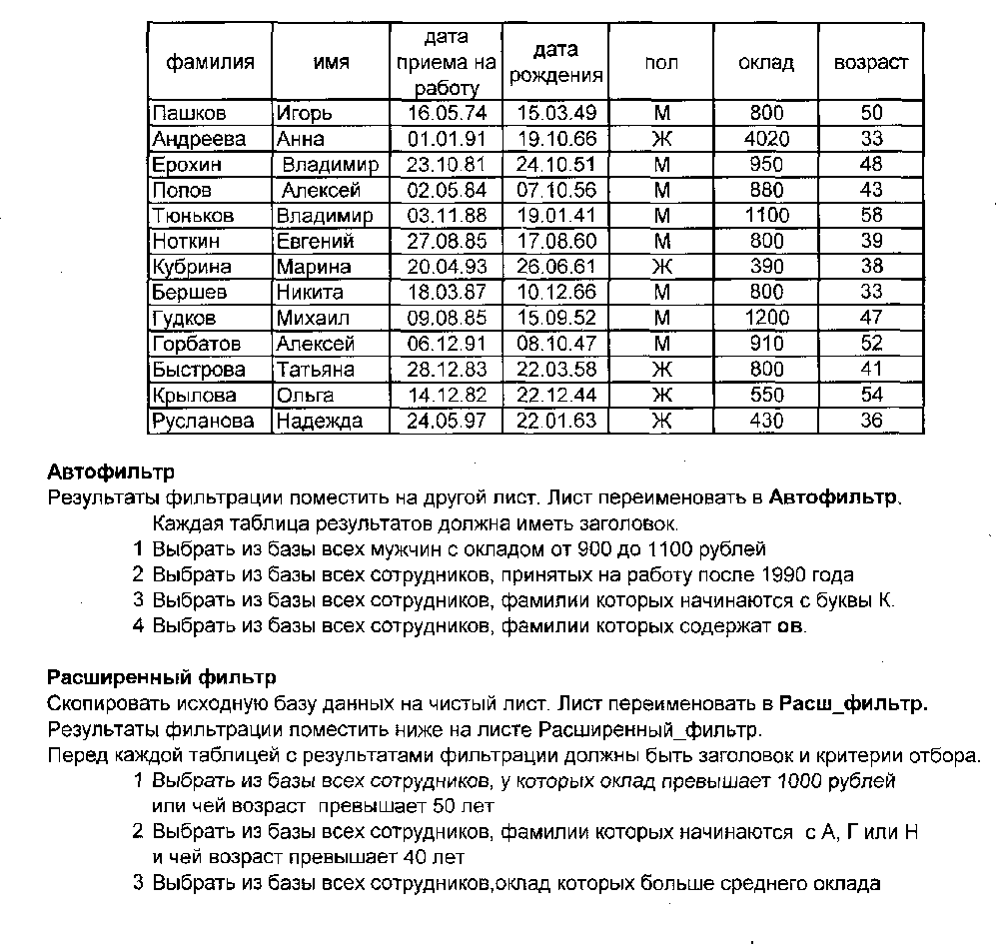 фамилия имя дата приема на работу дата рождения пол оклад возраст
Пашков Игорь 16.05.74 15.03.49 М 800 50
Андреева Анна 01.01.91 19.10.66 Ж 4020 33
Ерохин Владимир 23.10.81 24.10.51 М 950 48
Попов Алексей 02.05.84 07.10.56 М 880 43
Тюньков Владимир 03.11.88 19.01.41 М 1100 58
Ноткин Евгений 27.08.85 17.08.60 М 800 39
Кубрина Марина 20.04.93 26.06.61 Ж 390 38
Бершев Никита 18.03.87 10.12.66 М 800 33
Гудков Михаил 09.08.85 15.09.52 М 1200 47
Горбатов Алексей 06.12.91 08.10.47 М 910 52
Быстрова Татьяна 28.12.83 22.03.58 Ж 800 41
Крылова Ольга 14.12.82 22.12.44 Ж 550 54
Русланова Надежда 24.05.97 22.01.63 Ж 430 36
Автофильтр
Результаты фильтрации поместить на другой лист. Лист переименовать в Автофильтр.
Каждая таблица результатов должна иметь заголовок.
1 Выбрать из базы всех мужчин с окладом от 900 до 1100 рублей
2 Выбрать из базы всех сотрудников, принятых на работу после 1990 года
3 Выбрать из базы всех сотрудников, фамилии которых начинаются с буквы К.
4 Выбрать из базы всех сотрудников, фамилии которых содержат ов.
Расширенный фильтр
Скопировать исходную базу данных на чистый лист. Лист переименовать в Расш_фильтр.
Результаты фильтрации поместить ниже на листе Расширенный_фильтр.
Перед каждой таблицей с результатами фильтрации должны быть заголовок и критерии отбора.
1 Выбрать из базы всех сотрудников, у которых оклад превышает 1000 рублей
или чей возраст превышает 50 лет
2 Выбрать из базы всех сотрудников, фамилии которых начинаются с А, Г или Н
и чей возраст превышает 40 лет
3 Выбрать из базы всех сотрудников,оклад которых больше среднего оклада